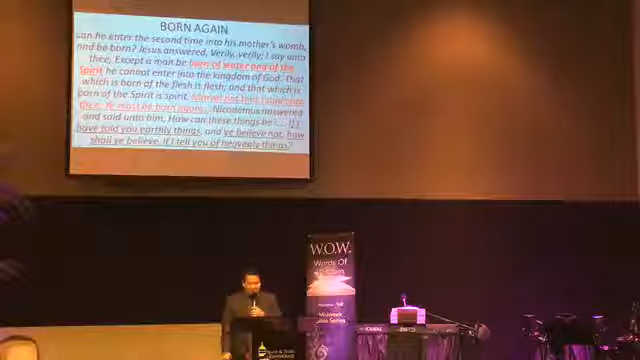 BORN AGAIN
can he enter the second time into his mother's womb,
and be born? Jesus answered, Verily, verily, I say unto
thee, Except a man be born of water and of the
Spirit he cannot enter into the kingdom of God. That
which is born of the flesh is flesh; and that which is
born of the Spirit is spirit. Marvel not that I said unto
thee, Ye must be born again... Nicodemus answered
and said unto him, How can these things be?... If I
have told you earthly things, and ye believe not, how
shall ye believe, if I tell you of heavenly things?
W.O.W.
Words Of
Wisdom
Midweek
Bible Series